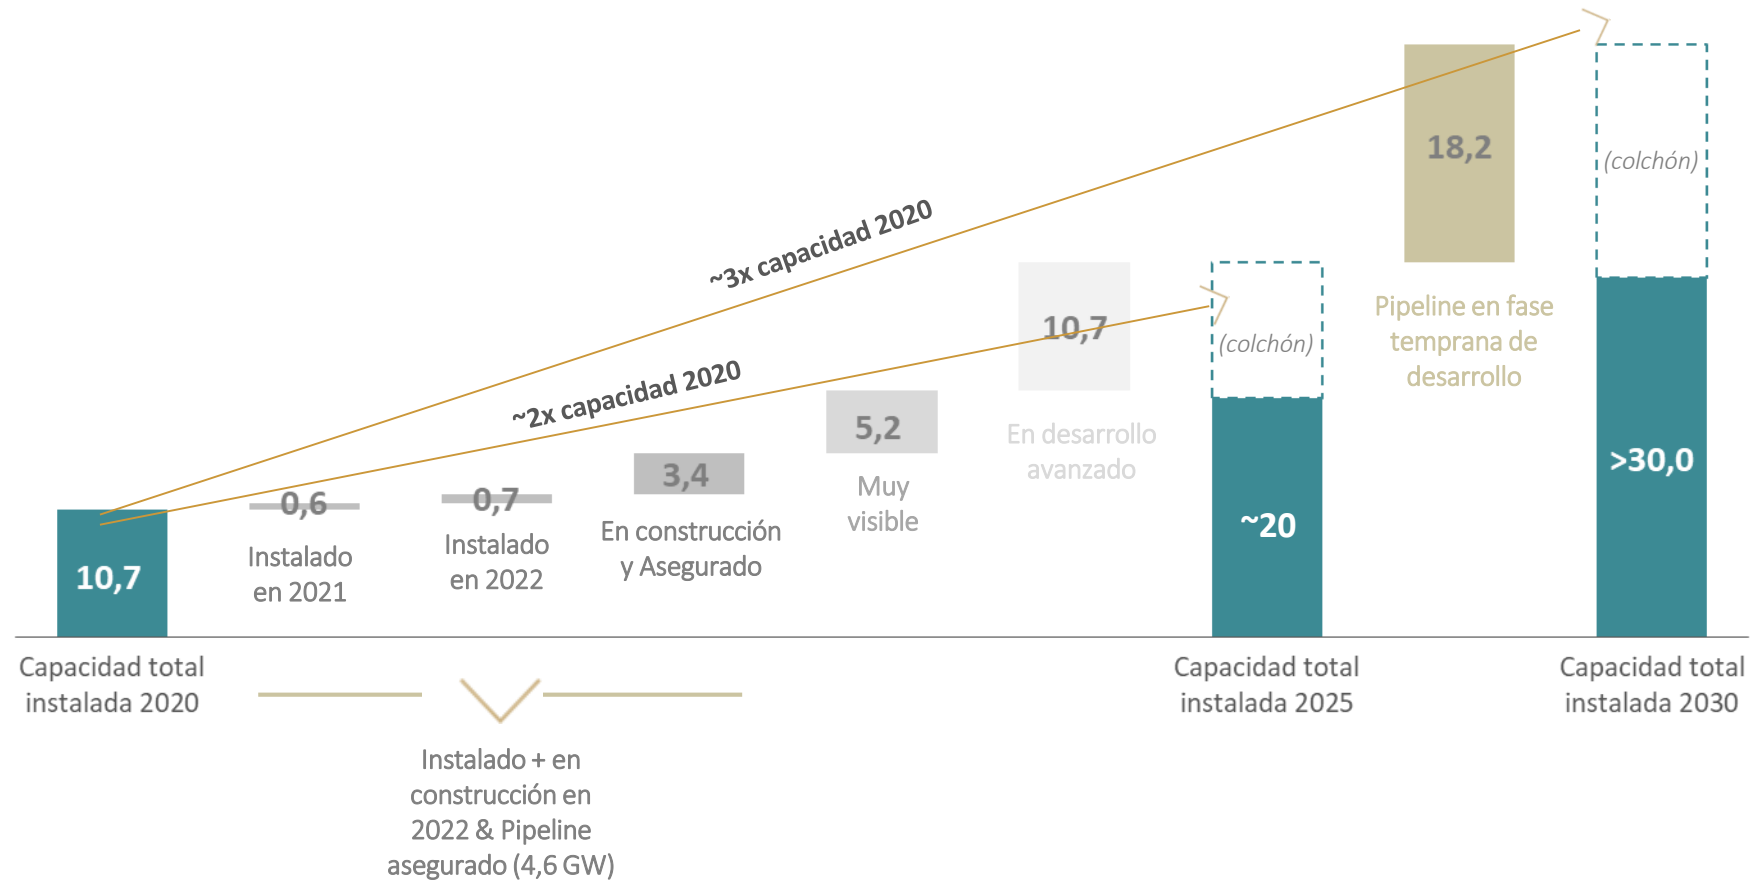 ~3x capacidad 2020
~2x capacidad 2020
10,7
Capacidad total
instalada 2020
0,6
Instalado
en 2021
0,7
Instalado
en 2022
3,4
En construcción
y Asegurado
5,2
Muy
visible
10,7
En desarrollo
avanzado
(colchón)
~20
Capacidad total
instalada 2025
18,2
Pipeline en fase
temprana de
desarrollo
(colchón)
>30,0
Capacidad total
instalada 2030
Instalado + en
construcción en
2022 & Pipeline
asegurado (4,6 GW)